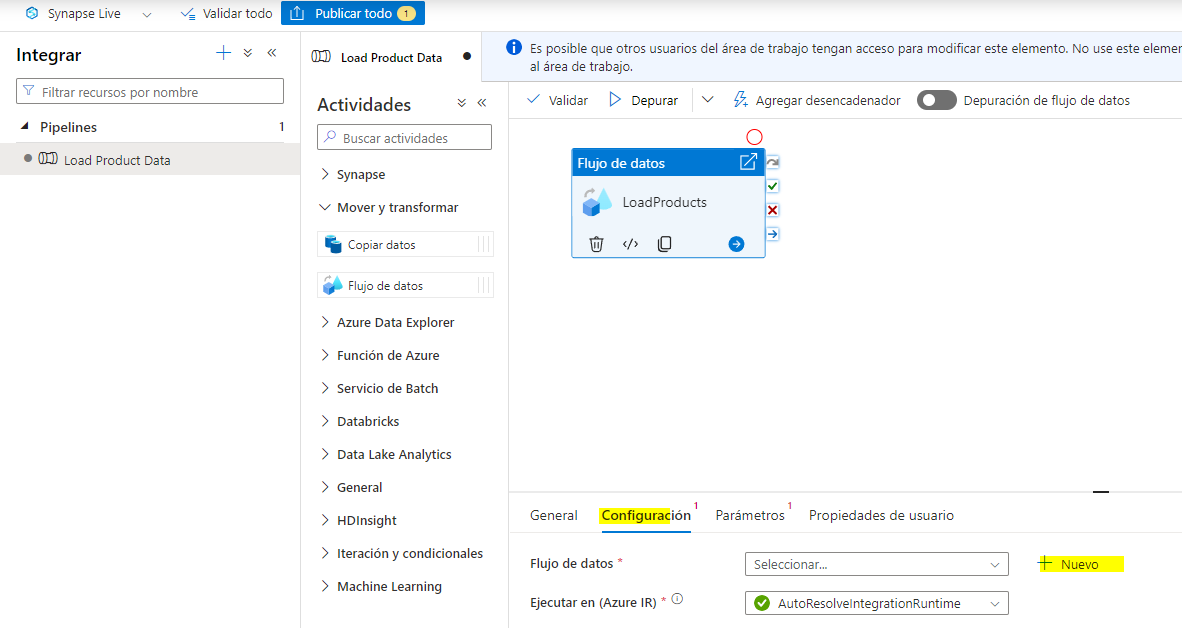 Synapse Live
Validar todo
Publicar todo 1
Integrar
Filtrar recursos por nombre
Pipelines 1
Load Product Data
Load Product Data
Actividades
Buscar actividades
Synapse
Mover y transformar
Copiar datos
Flujo de datos
Azure Data Explorer
Función de Azure
Servicio de Batch
Databricks
Data Lake Analytics
General
HDInsight
Iteración y condicionales
Machine Learning
Es posible que otros usuarios del área de trabajo tengan acceso para modificar este elemento. No use este eleme
al área de trabajo.
Validar
Depurar
Agregar desencadenador
Depuración de flujo de datos
Flujo de datos
LoadProducts
General
Configuración 1
Parámetros 1
Propiedades de usuario
Flujo de datos *
Seleccionar...
Nuevo
Ejecutar en (Azure IR) *
AutoResolveIntegrationRuntime